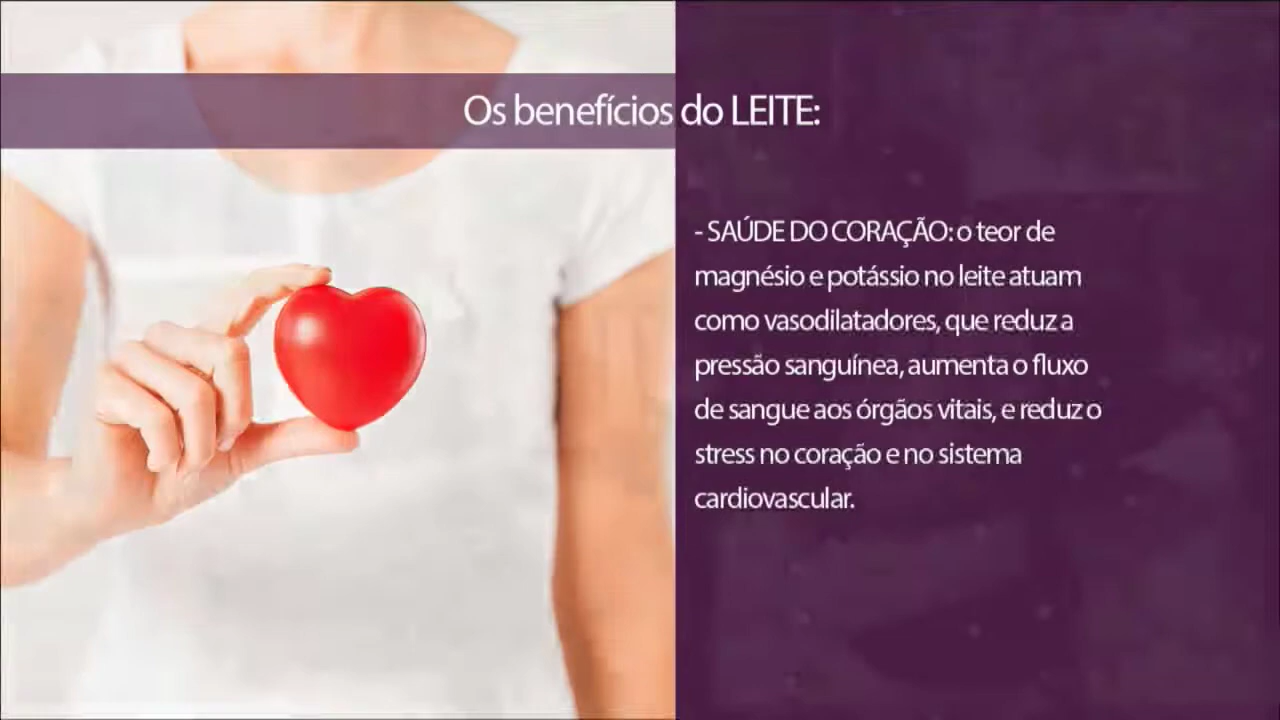 Os benefícios do LEITE:
- SAÚDE DO CORAÇÃO: o teor de
magnésio e potássio no leite atuam
como vasodilatadores, que reduz a
pressão sanguínea, aumenta o fluxo
de sangue aos órgãos vitais, e reduz o
stress no coração e no sistema
cardiovascular.